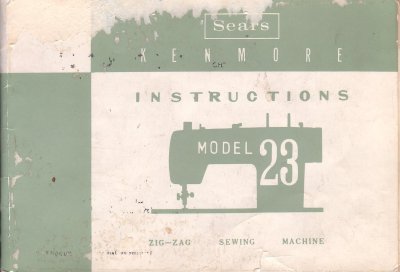 Sears
KENMORE
INSTRUCTIONS
MODEL
23
ZIG-ZAG SEWING MACHINE